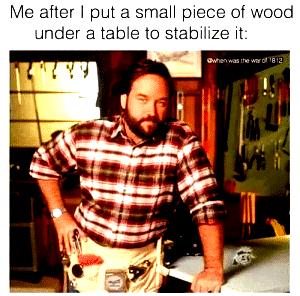 Me after I put a small piece of wood
under a table to stabilize it:
@when.was.the.war.of.1812